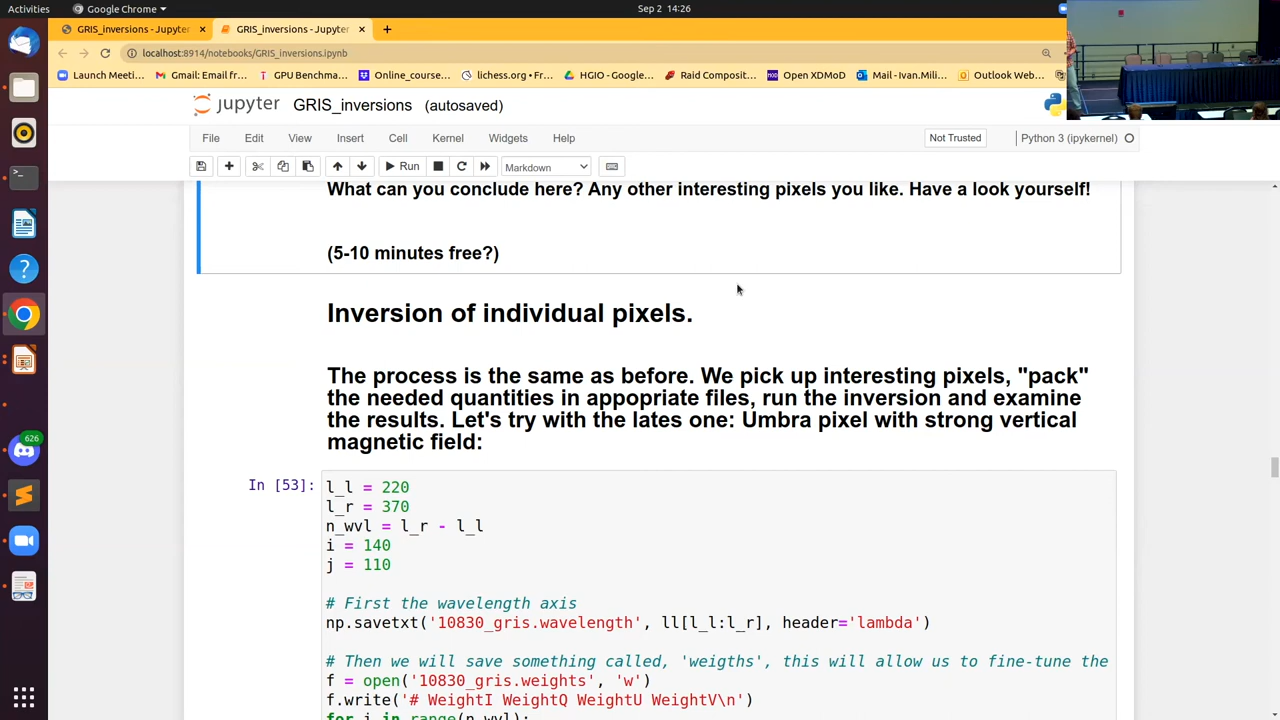 Activities
Google Chrome
Sep 2 14:26
GRIS_inversions - Jupyter
GRIS_inversions - Jupyter
localhost:8914/notebooks/GRIS_inversions.ipynb
Launch Meeti...
Gmail: Email fr...
GPU Benchma...
Online_course...
lichess.org • Fr...
HGIO - Google...
Raid Composit...
Open XDMoD
Mail - Ivan.Mili...
Outlook Web...
jupyter GRIS_inversions (autosaved)
File Edit View Insert Cell Kernel Widgets Help
Not Trusted
Python 3 (ipykernel)
Run
Markdown
What can you conclude here? Any other interesting pixels you like. Have a look yourself!
(5-10 minutes free?)
Inversion of individual pixels.
The process is the same as before. We pick up interesting pixels, "pack"
the needed quantities in appopriate files, run the inversion and examine
the results. Let's try with the lates one: Umbra pixel with strong vertical
magnetic field:
In [53]:
l_l = 220
l_r = 370
n_wvl = l_r - l_l
i = 140
j = 110
# First the wavelength axis
np.savetxt('10830_gris.wavelength', ll[l_l:l_r], header='lambda')
# Then we will save something called, 'weigths', this will allow us to fine-tune the
f = open('10830_gris.weights', 'w')
f.write('# WeightI WeightQ WeightU WeightV\n')
for i in range(n_wvl):
626